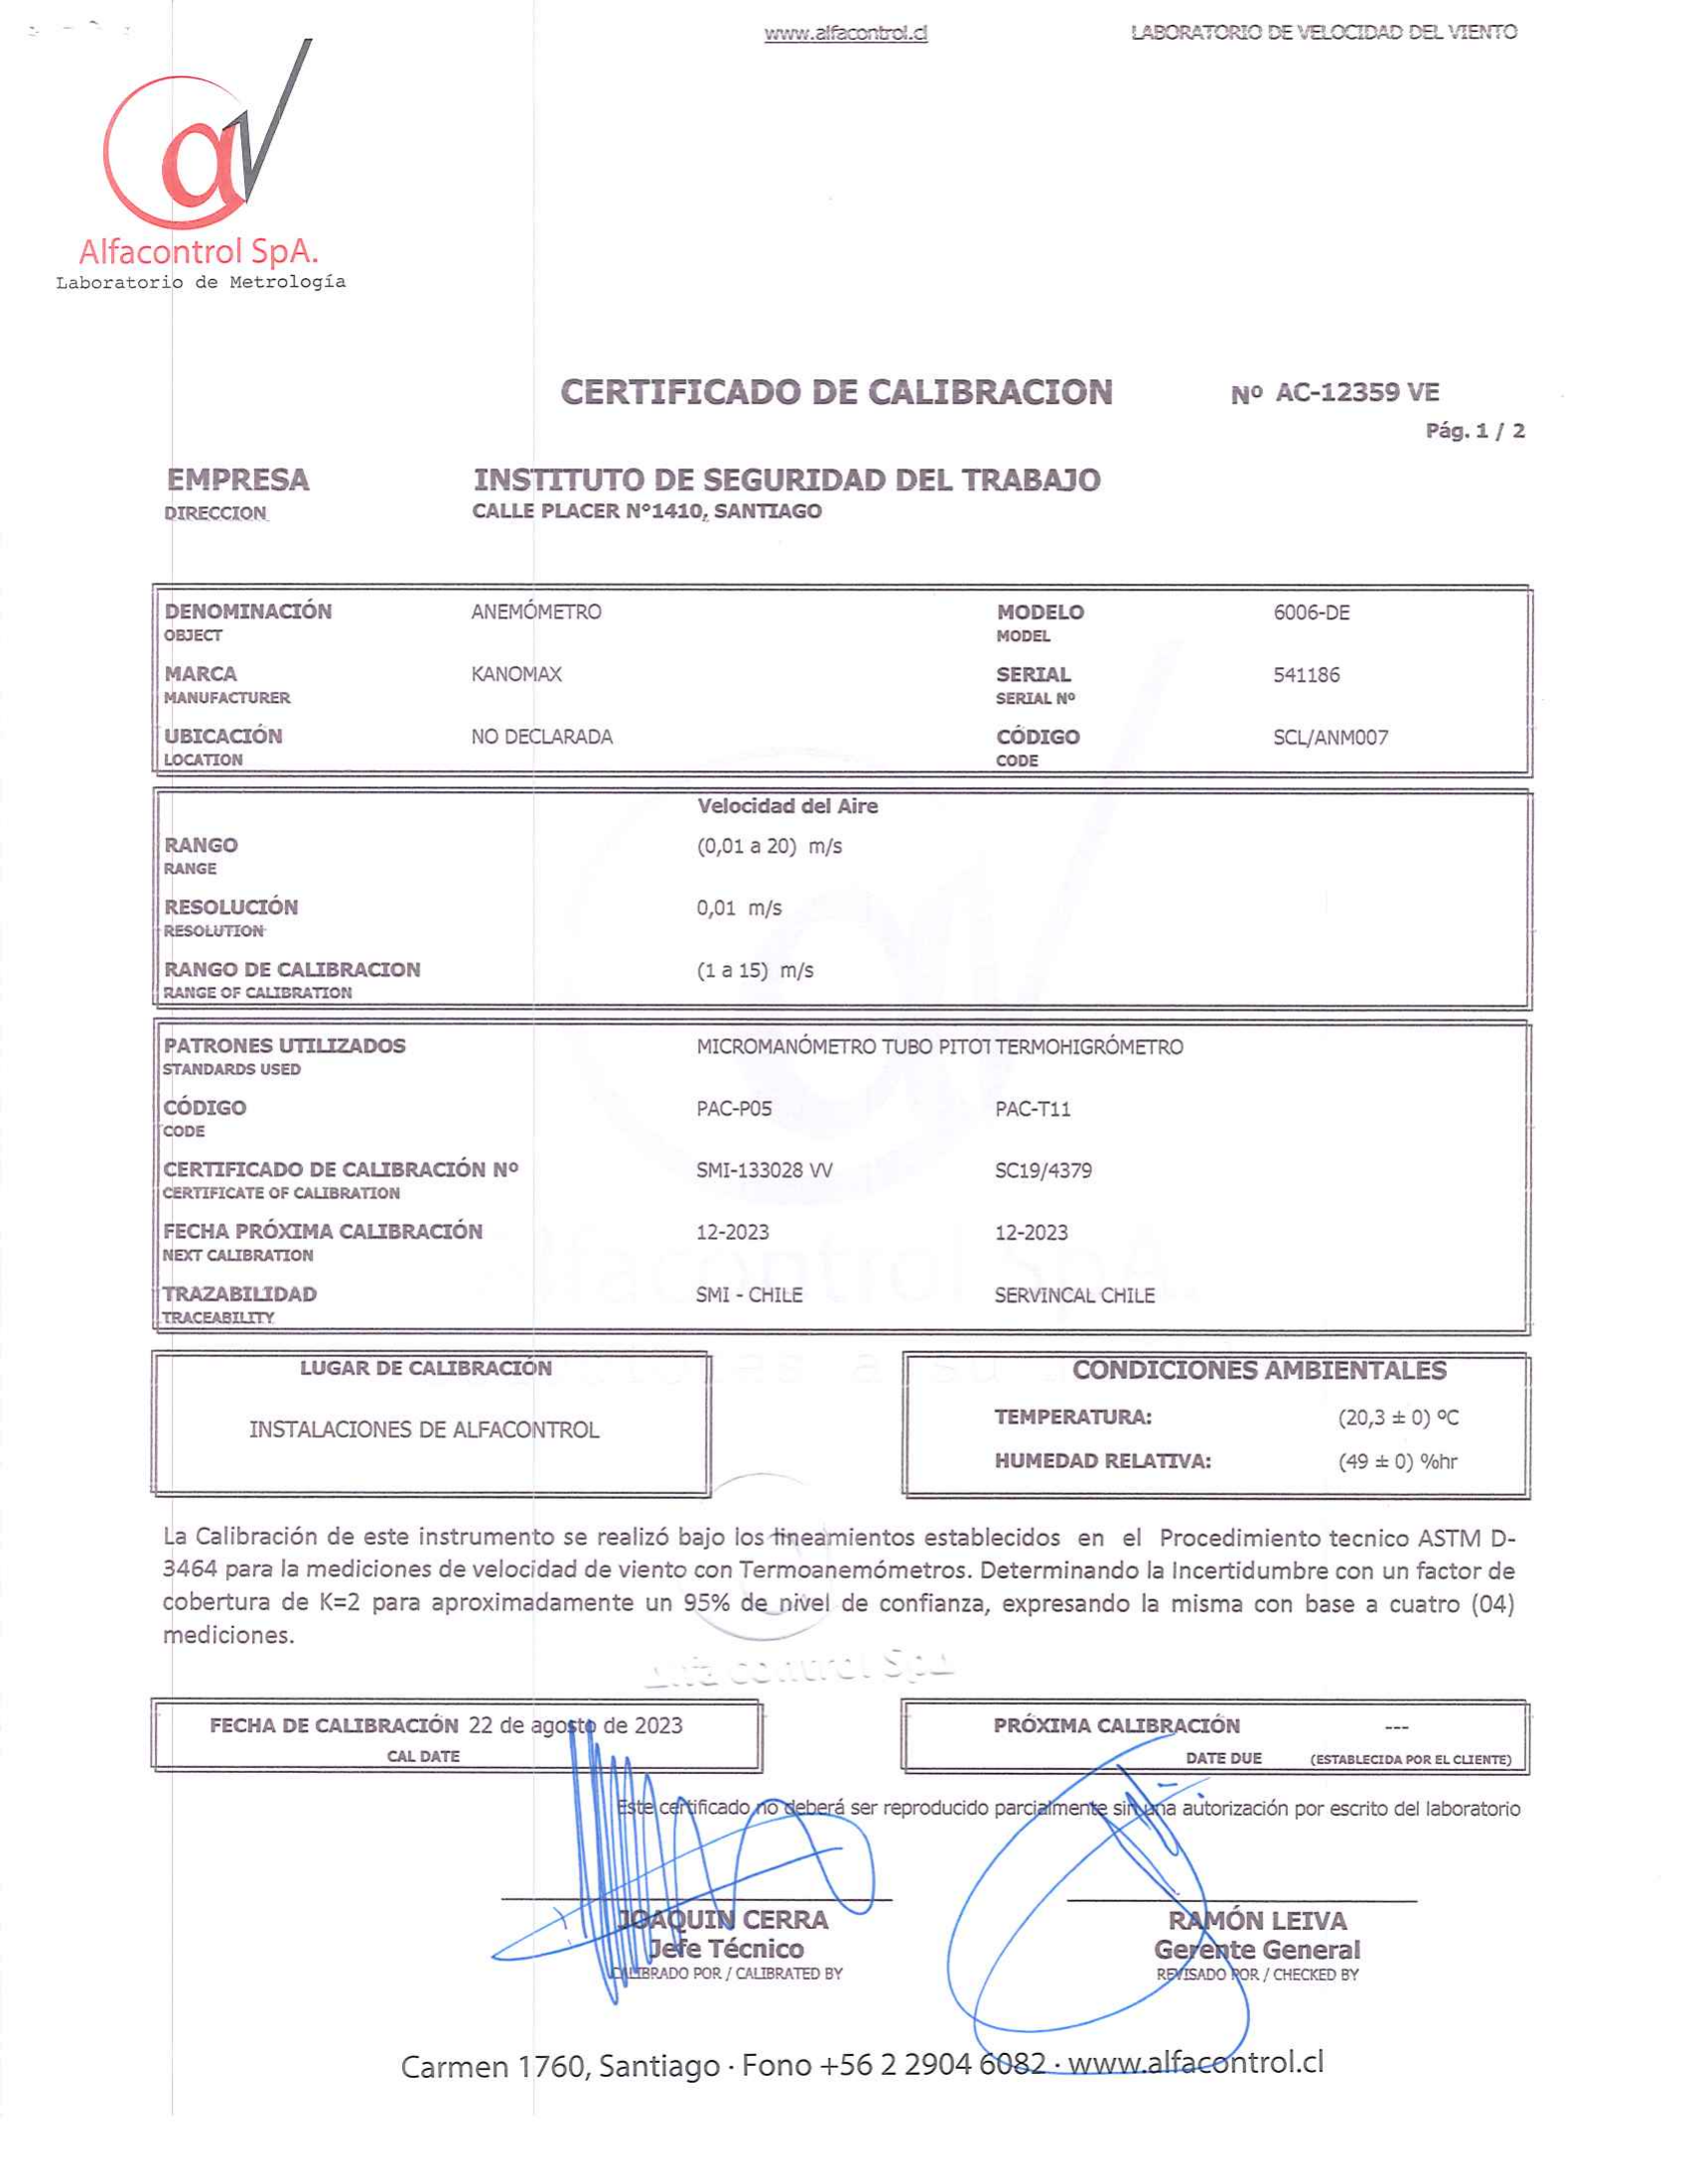 www.alfacontrol.cl LABORATORIO DE VELOCIDAD DEL VIENTO
Alfacontrol SpA.
Laboratorio de Metrología
CERTIFICADO DE CALIBRACION Nº AC-12359 VE
Pág. 1 / 2
EMPRESA INSTITUTO DE SEGURIDAD DEL TRABAJO
DIRECCION CALLE PLACER N°1410, SANTIAGO
DENOMINACIÓN ANEMÓMETRO MODELO 6006-DE
OBJECT MODEL
MARCA KANOMAX SERIAL 541186
MANUFACTURER SERIAL Nº
UBICACIÓN NO DECLARADA CÓDIGO SCL/ANM007
LOCATION CODE
Velocidad del Aire
RANGO (0,01 a 20) m/s
RANGE
RESOLUCIÓN 0,01 m/s
RESOLUTION
RANGO DE CALIBRACION (1 a 15) m/s
RANGE OF CALIBRATION
PATRONES UTILIZADOS MICROMANÓMETRO TUBO PITOT TERMOHIGRÓMETRO
STANDARDS USED
CÓDIGO PAC-P05 PAC-T11
CODE
CERTIFICADO DE CALIBRACIÓN Nº SMI-133028 VV SC19/4379
CERTIFICATE OF CALIBRATION
FECHA PRÓXIMA CALIBRACIÓN 12-2023 12-2023
NEXT CALIBRATION
TRAZABILIDAD SMI - CHILE SERVINCAL CHILE
TRACEABILITY
LUGAR DE CALIBRACIÓN CONDICIONES AMBIENTALES
INSTALACIONES DE ALFACONTROL TEMPERATURA: (20,3 ± 0) ºC
HUMEDAD RELATIVA: (49 ± 0) %hr
La Calibración de este instrumento se realizó bajo los lineamientos establecidos en el Procedimiento tecnico ASTM D-
3464 para la mediciones de velocidad de viento con Termoanemómetros. Determinando la Incertidumbre con un factor de
cobertura de K=2 para aproximadamente un 95% de nivel de confianza, expresando la misma con base a cuatro (04)
mediciones.
Alfa control SpA
FECHA DE CALIBRACIÓN 22 de agosto de 2023 PRÓXIMA CALIBRACIÓN ---
CAL DATE DATE DUE (ESTABLECIDA POR EL CLIENTE)
Este certificado no deberá ser reproducido parcialmente sin una autorización por escrito del laboratorio
JOAQUIN CERRA RAMÓN LEIVA
Jefe Técnico Gerente General
CALIBRADO POR / CALIBRATED BY REVISADO POR / CHECKED BY
Carmen 1760, Santiago · Fono +56 2 2904 6082 · www.alfacontrol.cl